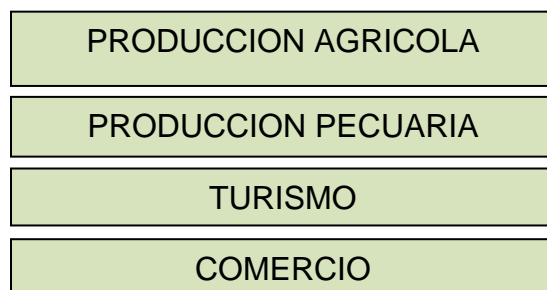 PRODUCCION AGRICOLA
PRODUCCION PECUARIA
TURISMO
COMERCIO